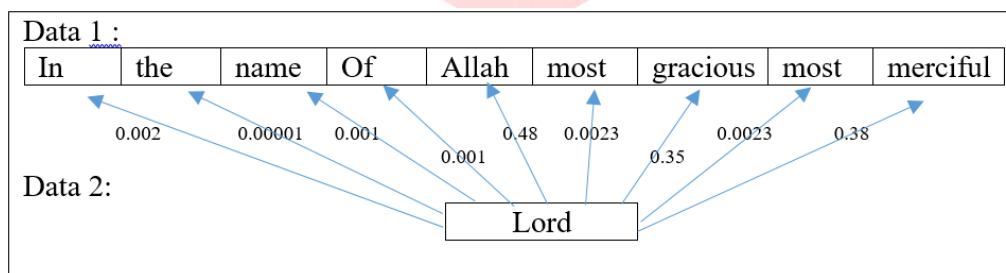 Data 1 :
In the name Of Allah most gracious most merciful
0.002 0.00001 0.001 0.48 0.0023 0.0023 0.38
0.001 0.35
Data 2:
Lord